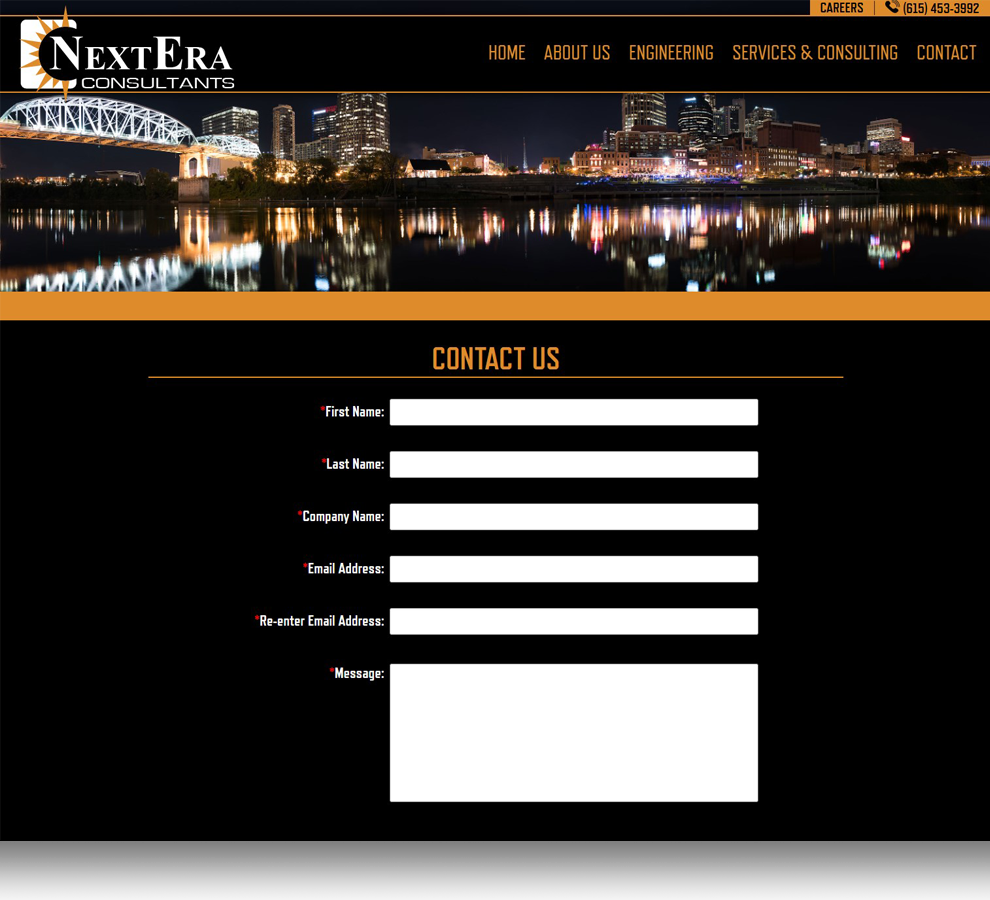 CAREERS (615) 453-3992
NEXTERA
CONSULTANTS
HOME ABOUT US ENGINEERING SERVICES & CONSULTING CONTACT
CONTACT US
*First Name:
*Last Name:
*Company Name:
*Email Address:
*Re-enter Email Address:
*Message: